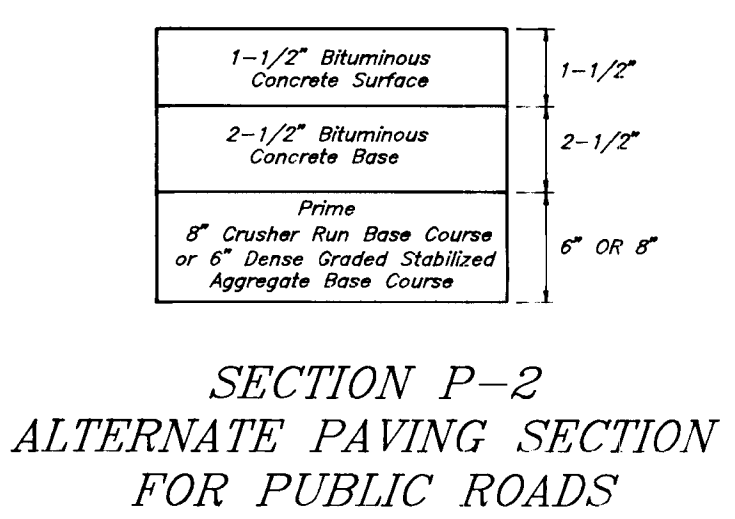 1-1/2" Bituminous
Concrete Surface
1-1/2"
2-1/2" Bituminous
Concrete Base
2-1/2"
Prime
8" Crusher Run Base Course
or 6" Dense Graded Stabilized
Aggregate Base Course
6" OR 8"
SECTION P-2
ALTERNATE PAVING SECTION
FOR PUBLIC ROADS